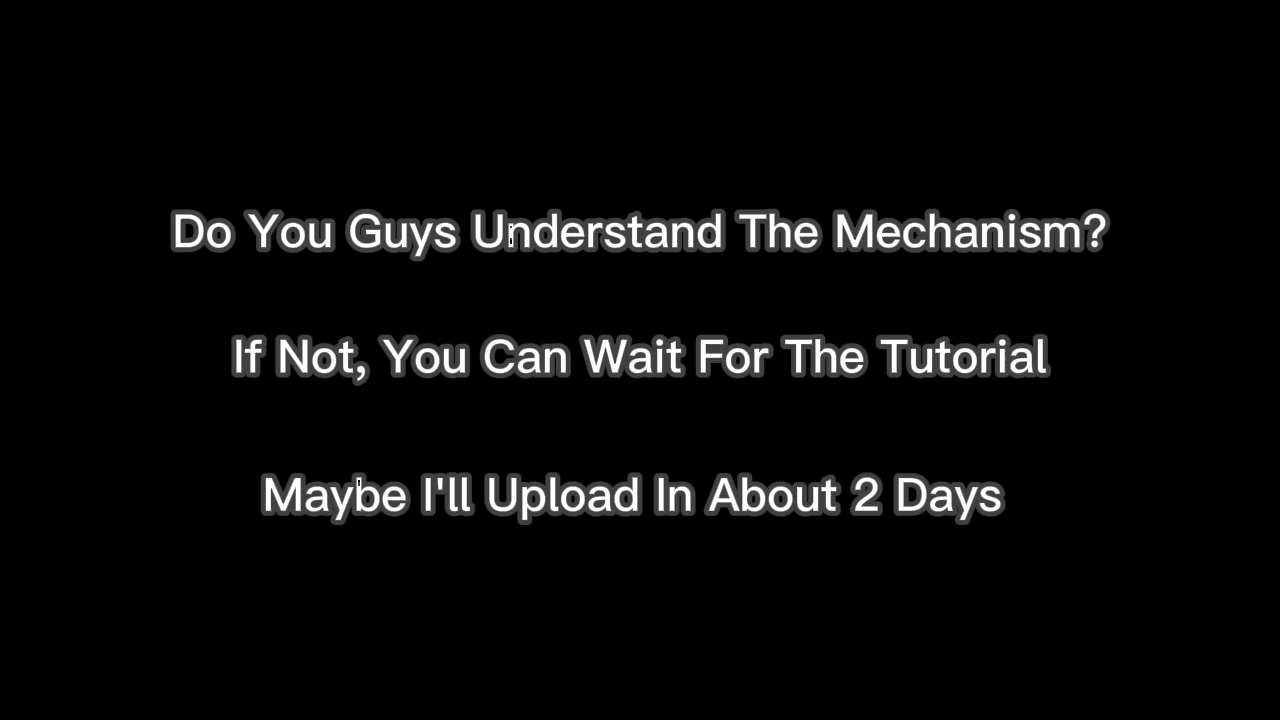 Do You Guys Understand The Mechanism?
If Not, You Can Wait For The Tutorial
Maybe I'll Upload In About 2 Days